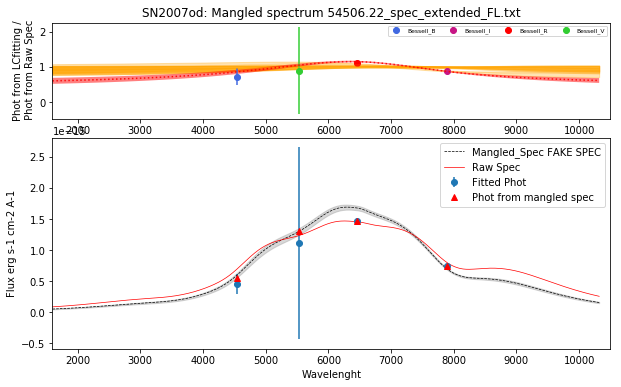 SN2007od: Mangled spectrum 54506.22_spec_extended_FL.txt
Phot from LCfitting /
Phot from Raw Spec
2
1
0
Bessell_B
Bessell_I
Bessell_R
Bessell_V
2000 3000 4000 5000 6000 7000 8000 9000 10000
Flux erg s-1 cm-2 A-1
2.5
2.0
1.5
1.0
0.5
0.0
-0.5
Mangled_Spec FAKE SPEC
Raw Spec
Fitted Phot
Phot from mangled spec
2000 3000 4000 5000 6000 7000 8000 9000 10000
Wavelenght